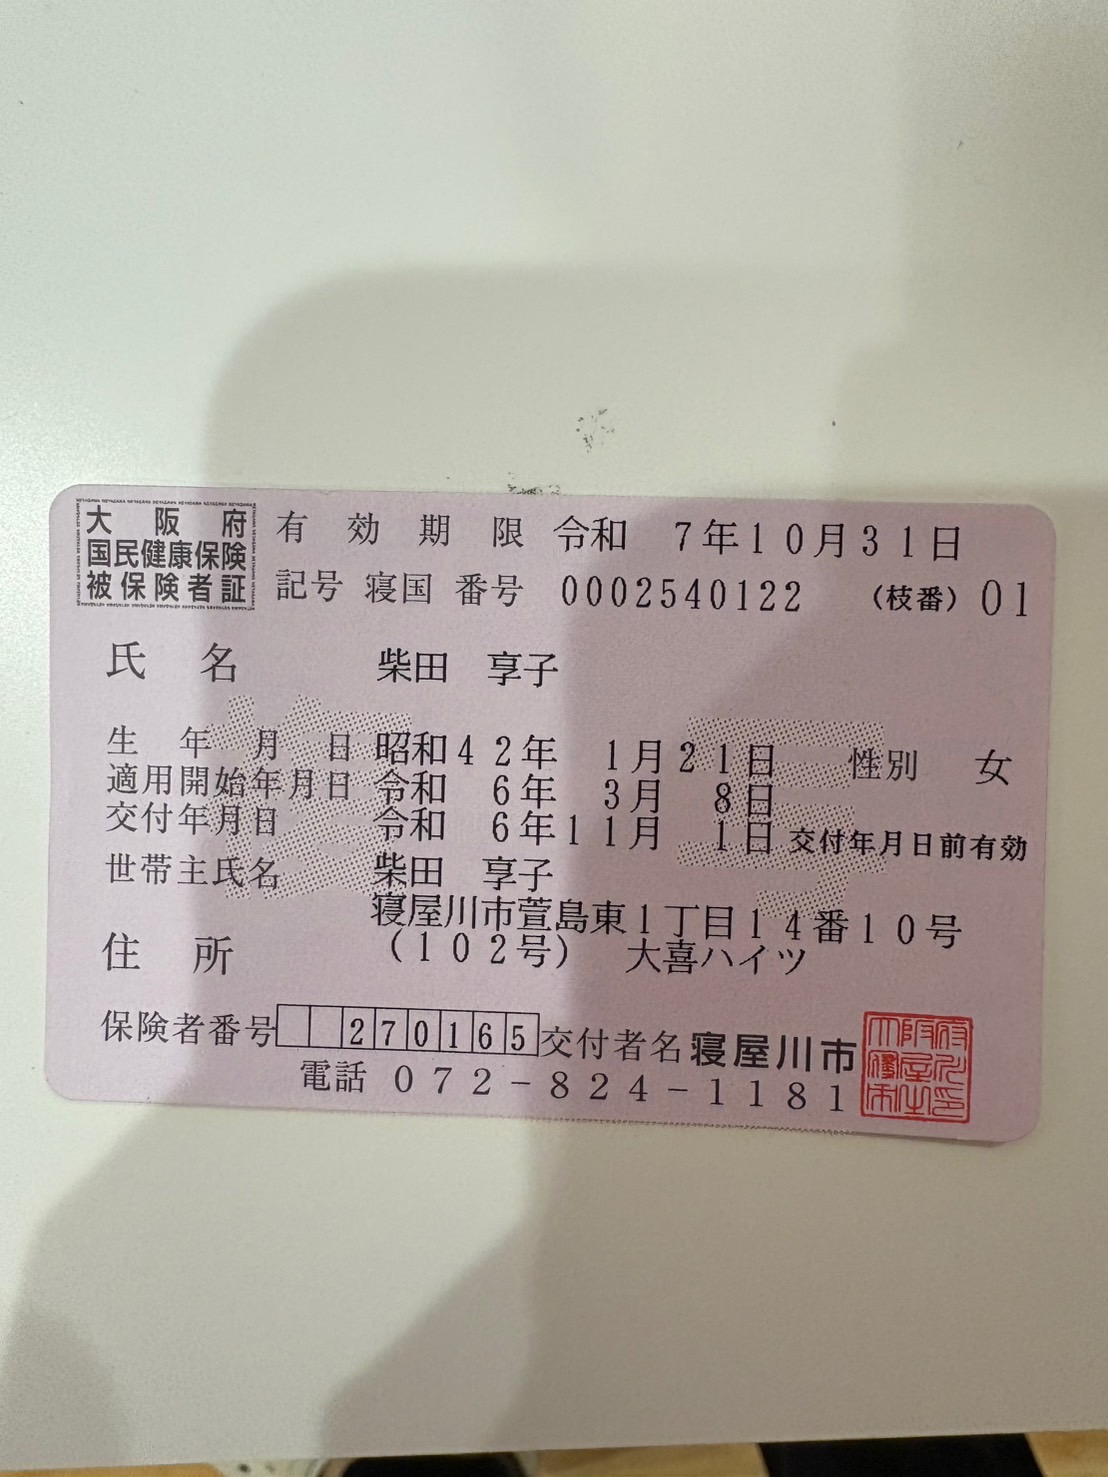 大阪府
国民健康保険
被保険者証
有効期限 令和 7年10月31日
記号 寝国 番号 0002540122 (枝番) 01
氏名 柴田 享子
生年月日 昭和42年 1月21日 性別 女
適用開始年月日 令和 6年 3月 8日
交付年月日 令和 6年11月 1日 交付年月日前有効
世帯主氏名 柴田 享子
住所 寝屋川市萱島東1丁目14番10号
(102号) 大喜ハイツ
保険者番号 270165 交付者名 寝屋川市
電話 072-824-1181